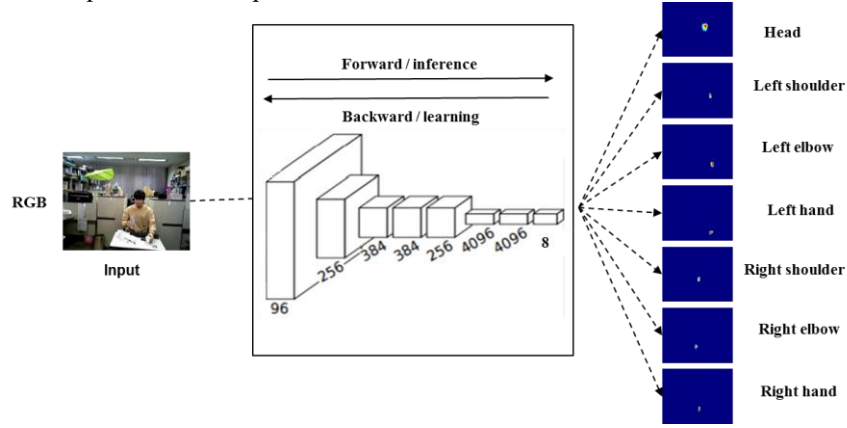 Forward / inference
Backward / learning
RGB
Input
96
256
384
384
256
4096
4096
8
Head
Left shoulder
Left elbow
Left hand
Right shoulder
Right elbow
Right hand